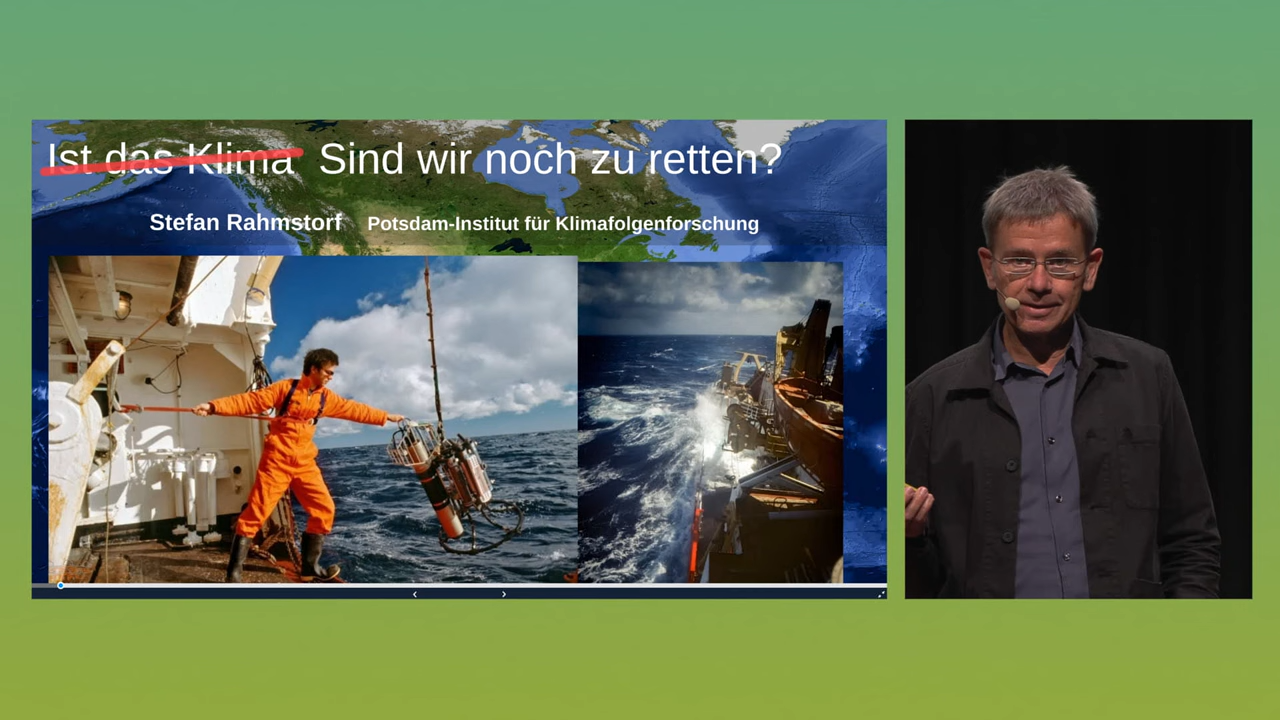 Ist das Klima Sind wir noch zu retten?
Stefan Rahmstorf Potsdam-Institut für Klimafolgenforschung